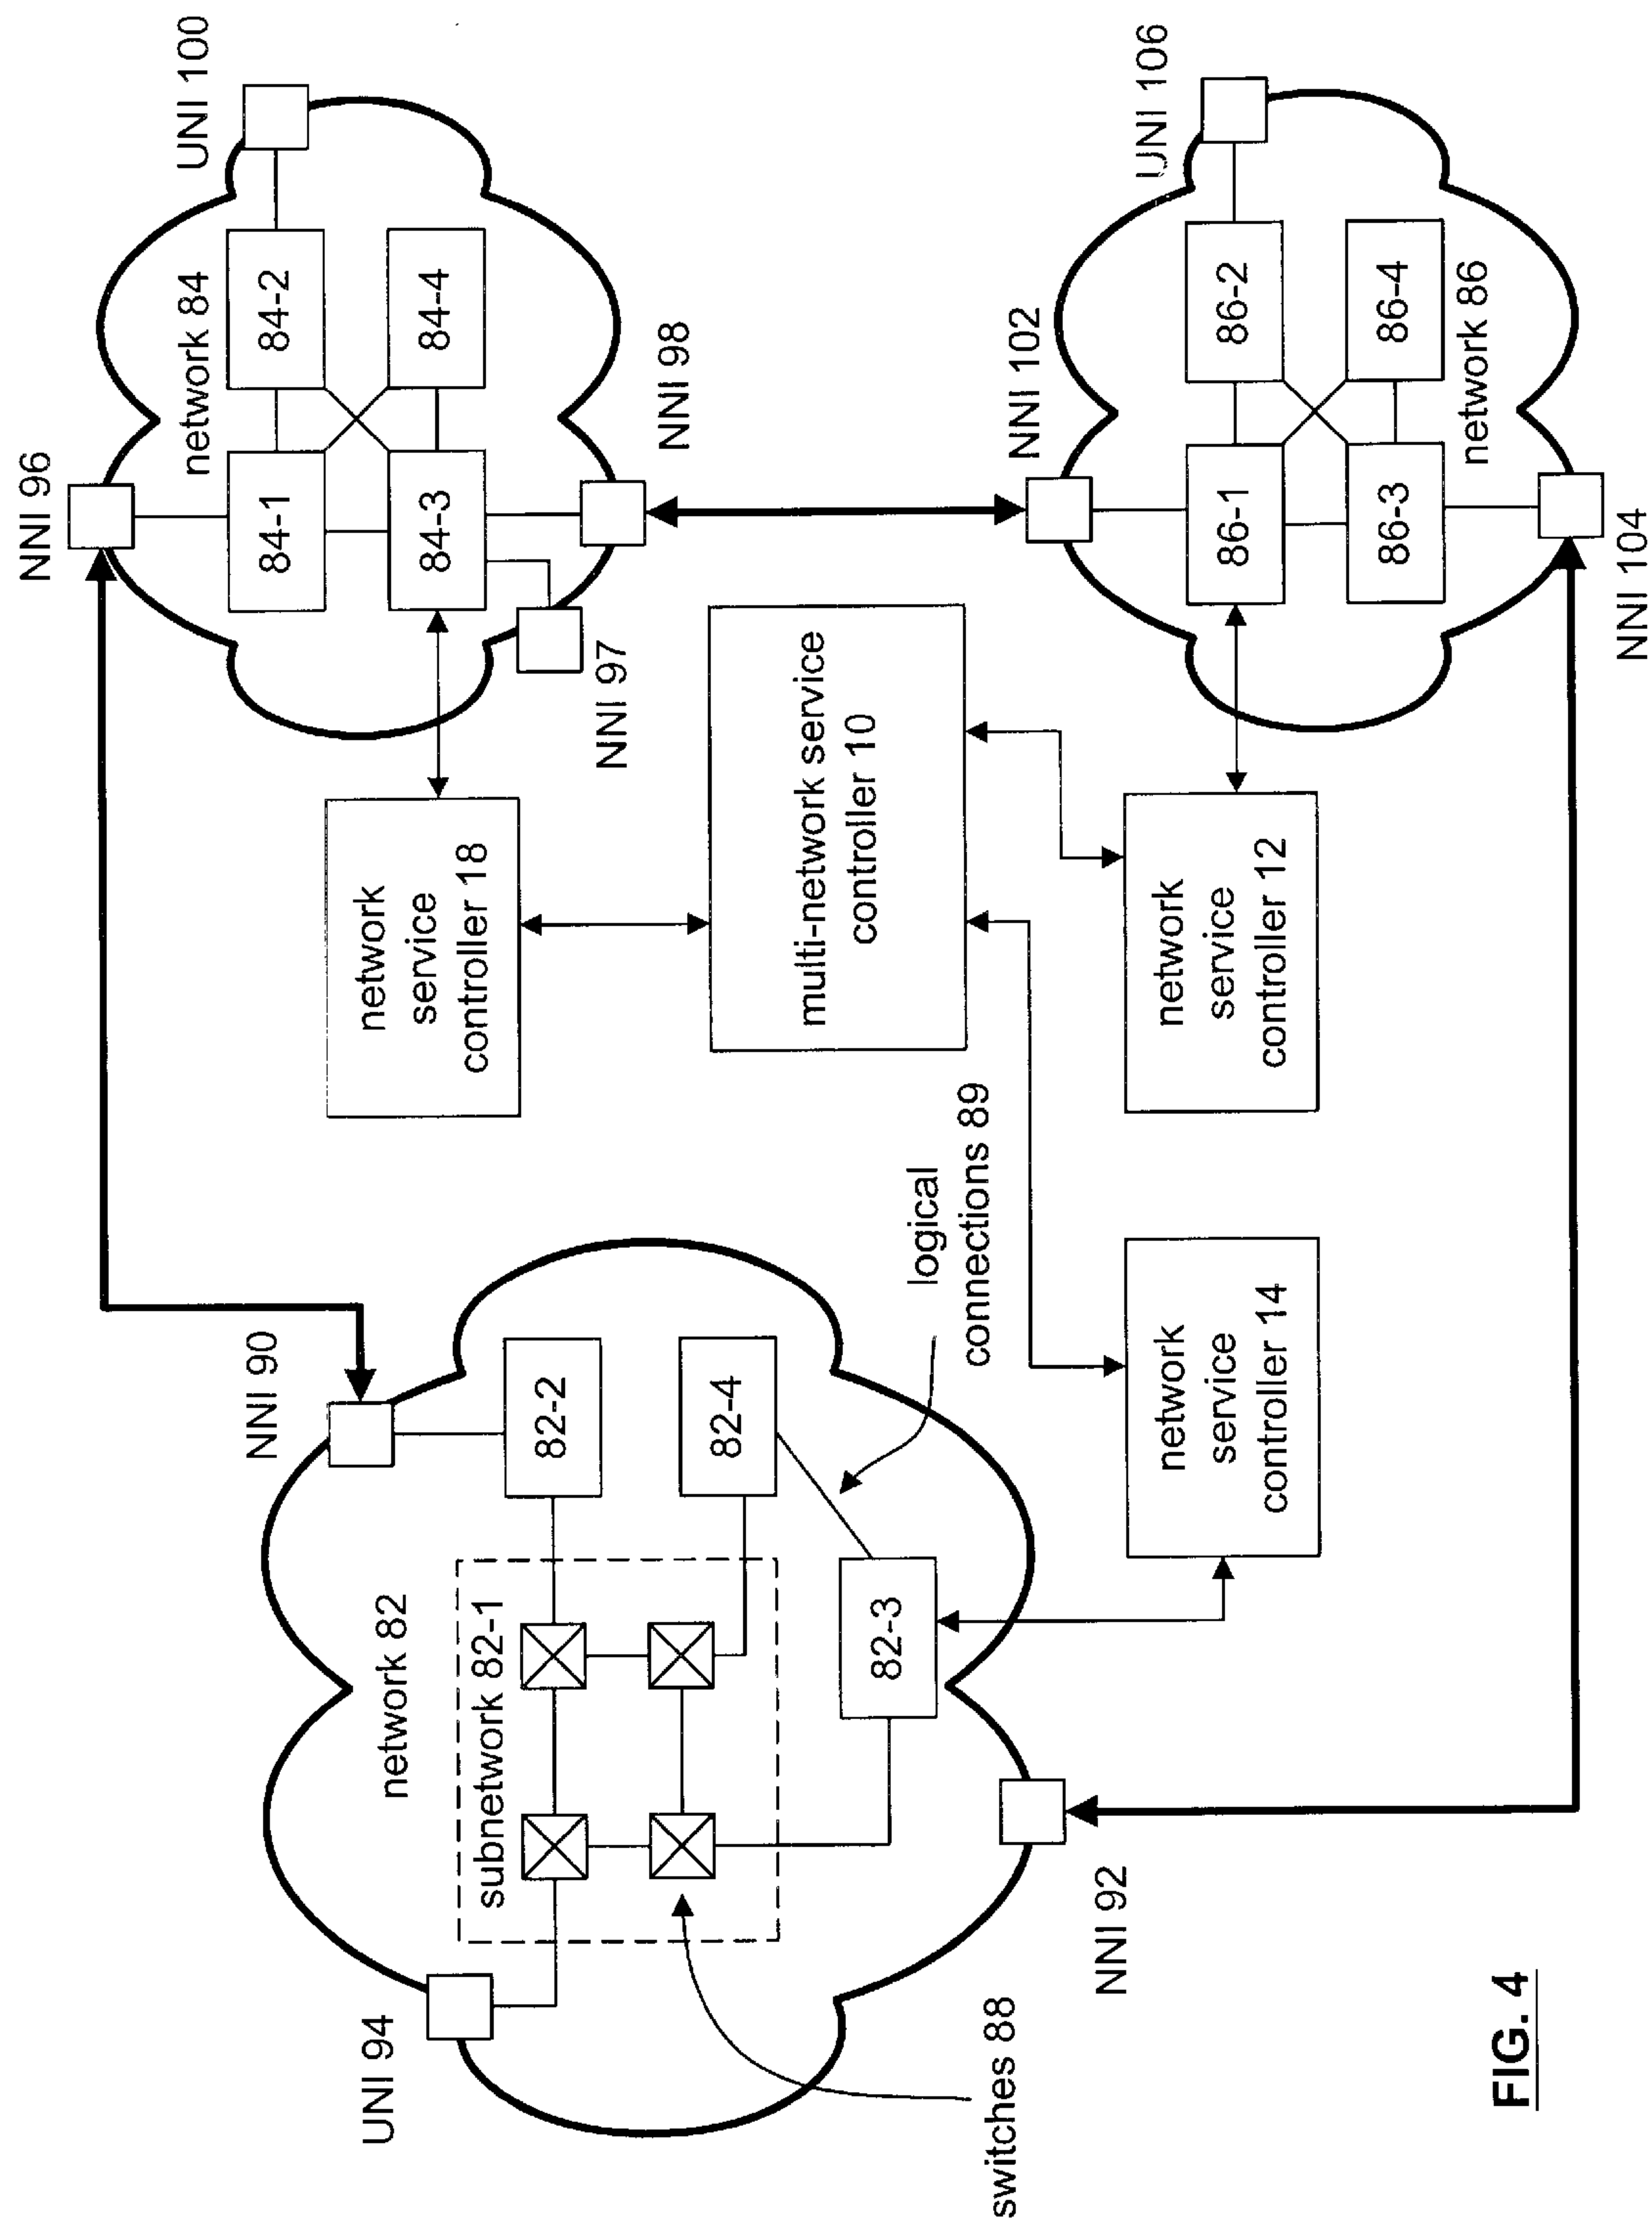 NNI 96
UNI 100
network 84
84-1
84-2
84-3
84-4
NNI 97
NNI 98
NNI 90
network 82
subnetwork 82-1
82-2
82-4
82-3
UNI 94
switches 88
NNI 92
logical
connections 89
network
service
controller 18
multi-network service
controller 10
network
service
controller 14
network
service
controller 12
NNI 102
UNI 106
86-1
86-2
86-3
86-4
network 86
NNI 104
FIG. 4